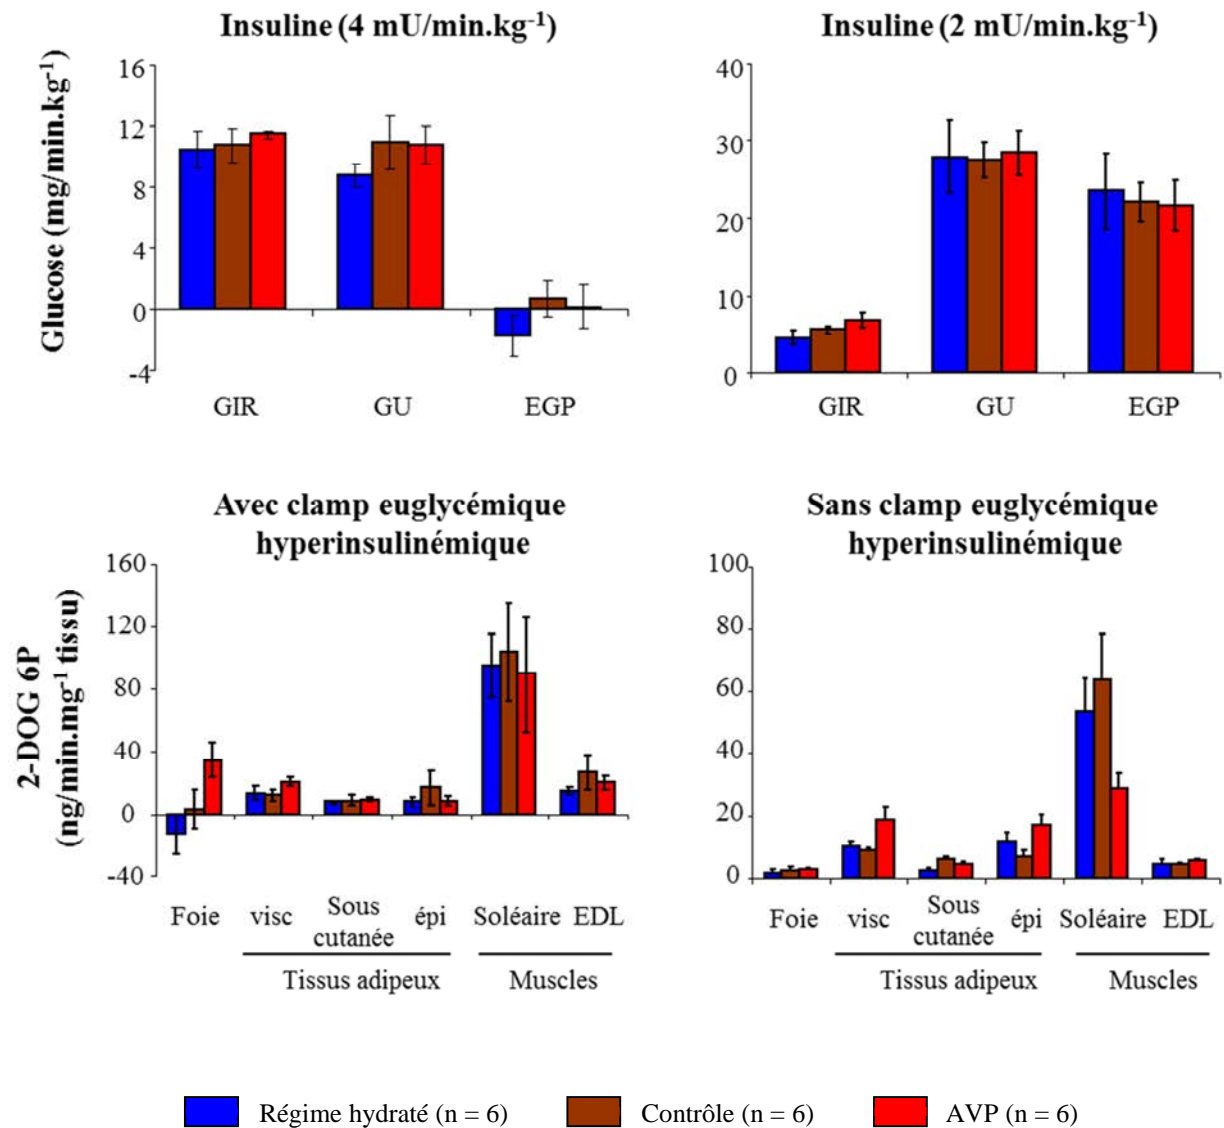 Insuline (4 mU/min.kg-1)
Insuline (2 mU/min.kg-1)
Glucose (mg/min.kg-1)
16
12
8
4
0
-4
GIR GU EGP
40
30
20
10
0
GIR GU EGP
Avec clamp euglycémique
hyperinsulinémique
Sans clamp euglycémique
hyperinsulinémique
2-DOG 6P
(ng/min.mg-1 tissu)
160
120
80
40
0
-40
Foie visc Sous
cutanée épi Soléaire EDL
Tissus adipeux Muscles
100
80
60
40
20
0
Foie visc Sous
cutanée épi Soléaire EDL
Tissus adipeux Muscles
Régime hydraté (n = 6) Contrôle (n = 6) AVP (n = 6)